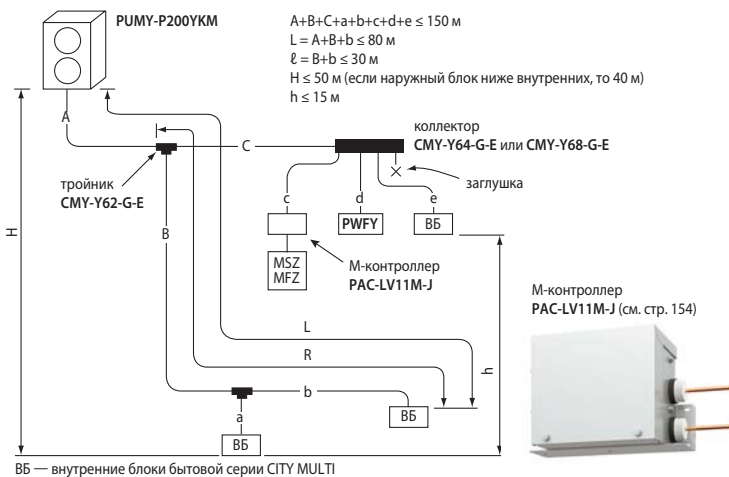 PUMY-P200YKM
A+B+C+a+b+c+d+e ≤ 150 м
L = A+B+b ≤ 80 м
ℓ = B+b ≤ 30 м
H ≤ 50 м (если наружный блок ниже внутренних, то 40 м)
h ≤ 15 м
A
C
коллектор
CMY-Y64-G-E или CMY-Y68-G-E
заглушка
тройник
CMY-Y62-G-E
H
B
c
d
e
PWFY
ВБ
MSZ
MFZ
М-контроллер
PAC-LV11M-J
М-контроллер
PAC-LV11M-J (см. стр. 154)
L
R
h
b
a
ВБ
ВБ
ВБ — внутренние блоки бытовой серии CITY MULTI